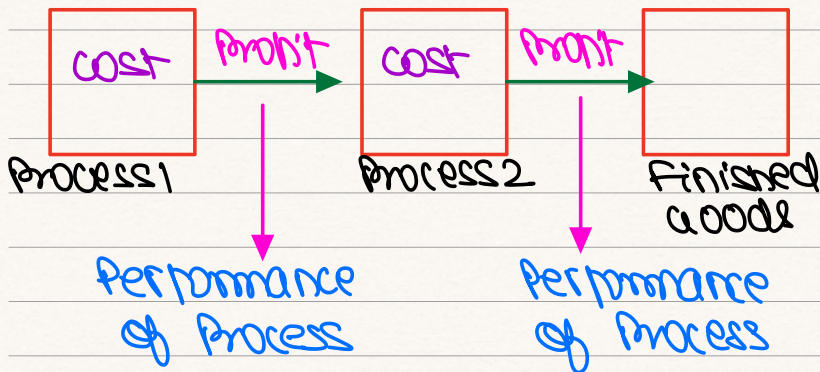 cost
Profit
cost
Profit
Process1
Process2
Finished
Goods
Performance
of Process
Performance
of Process